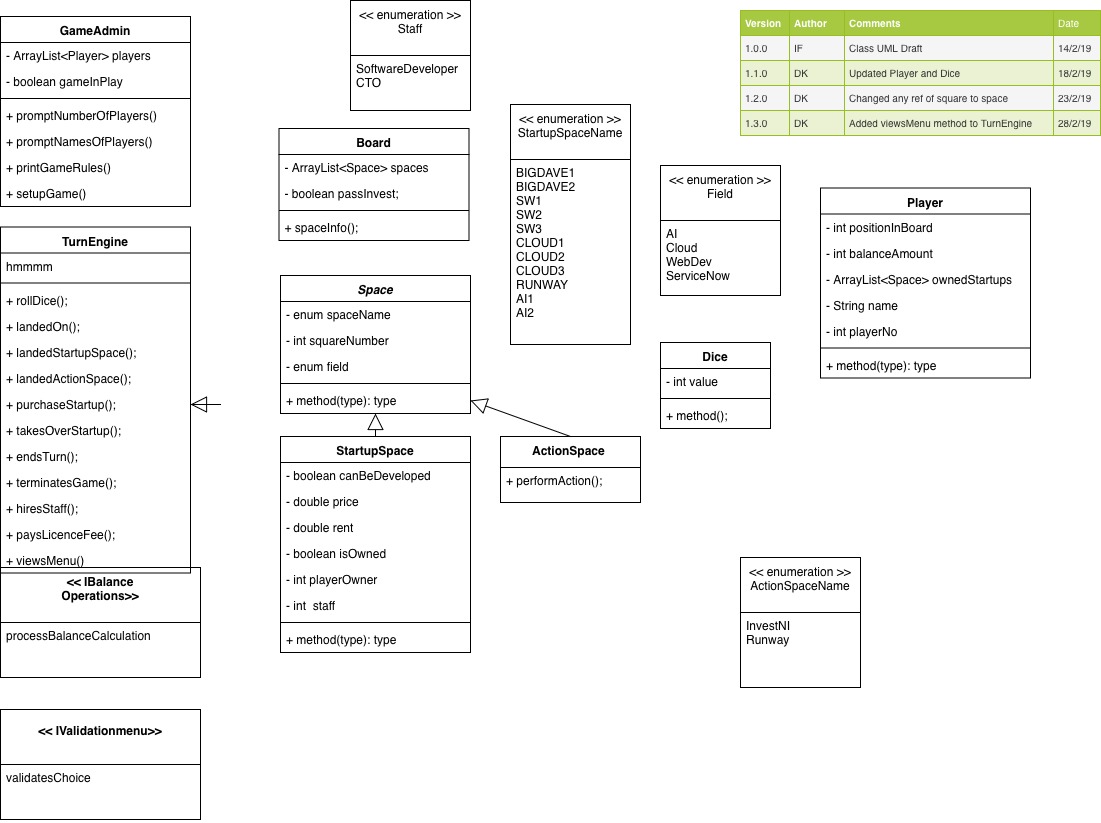 GameAdmin
- ArrayList<Player> players
- boolean gameInPlay
+ promptNumberOfPlayers()
+ promptNamesOfPlayers()
+ printGameRules()
+ setupGame()
TurnEngine
hmmmm
+ rollDice();
+ landedOn();
+ landedStartupSpace();
+ landedActionSpace();
+ purchaseStartup();
+ takesOverStartup();
+ endsTurn();
+ terminatesGame();
+ hiresStaff();
+ paysLicenceFee();
+ viewsMenu()
<< IBalance
Operations>>
processBalanceCalculation
<< IValidationmenu>>
validatesChoice
<< enumeration >>
Staff
SoftwareDeveloper
CTO
Board
- ArrayList<Space> spaces
- boolean passInvest;
+ spaceInfo();
Space
- enum spaceName
- int squareNumber
- enum field
+ method(type): type
StartupSpace
- boolean canBeDeveloped
- double price
- double rent
- boolean isOwned
- int playerOwner
- int  staff
+ method(type): type
<< enumeration >>
StartupSpaceName
BIGDAVE1
BIGDAVE2
SW1
SW2
SW3
CLOUD1
CLOUD2
CLOUD3
RUNWAY
AI1
AI2
ActionSpace
+ performAction();
<< enumeration >>
Field
AI
Cloud
WebDev
ServiceNow
Dice
- int value
+ method();
Version Author Comments Date
1.0.0 IF Class UML Draft 14/2/19
1.1.0 DK Updated Player and Dice 18/2/19
1.2.0 DK Changed any ref of square to space 23/2/19
1.3.0 DK Added viewsMenu method to TurnEngine 28/2/19
Player
- int positionInBoard
- int balanceAmount
- ArrayList<Space> ownedStartups
- String name
- int playerNo
+ method(type): type
<< enumeration >>
ActionSpaceName
InvestNI
Runway